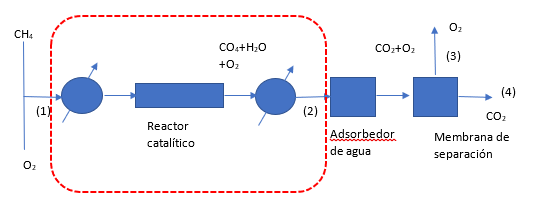 CH4
O2
(1)
Reactor
catalítico
CO4+H2O
+O2
(2)
Adsorbedor
de agua
CO2+O2
O2
(3)
(4)
CO2
Membrana de
separación